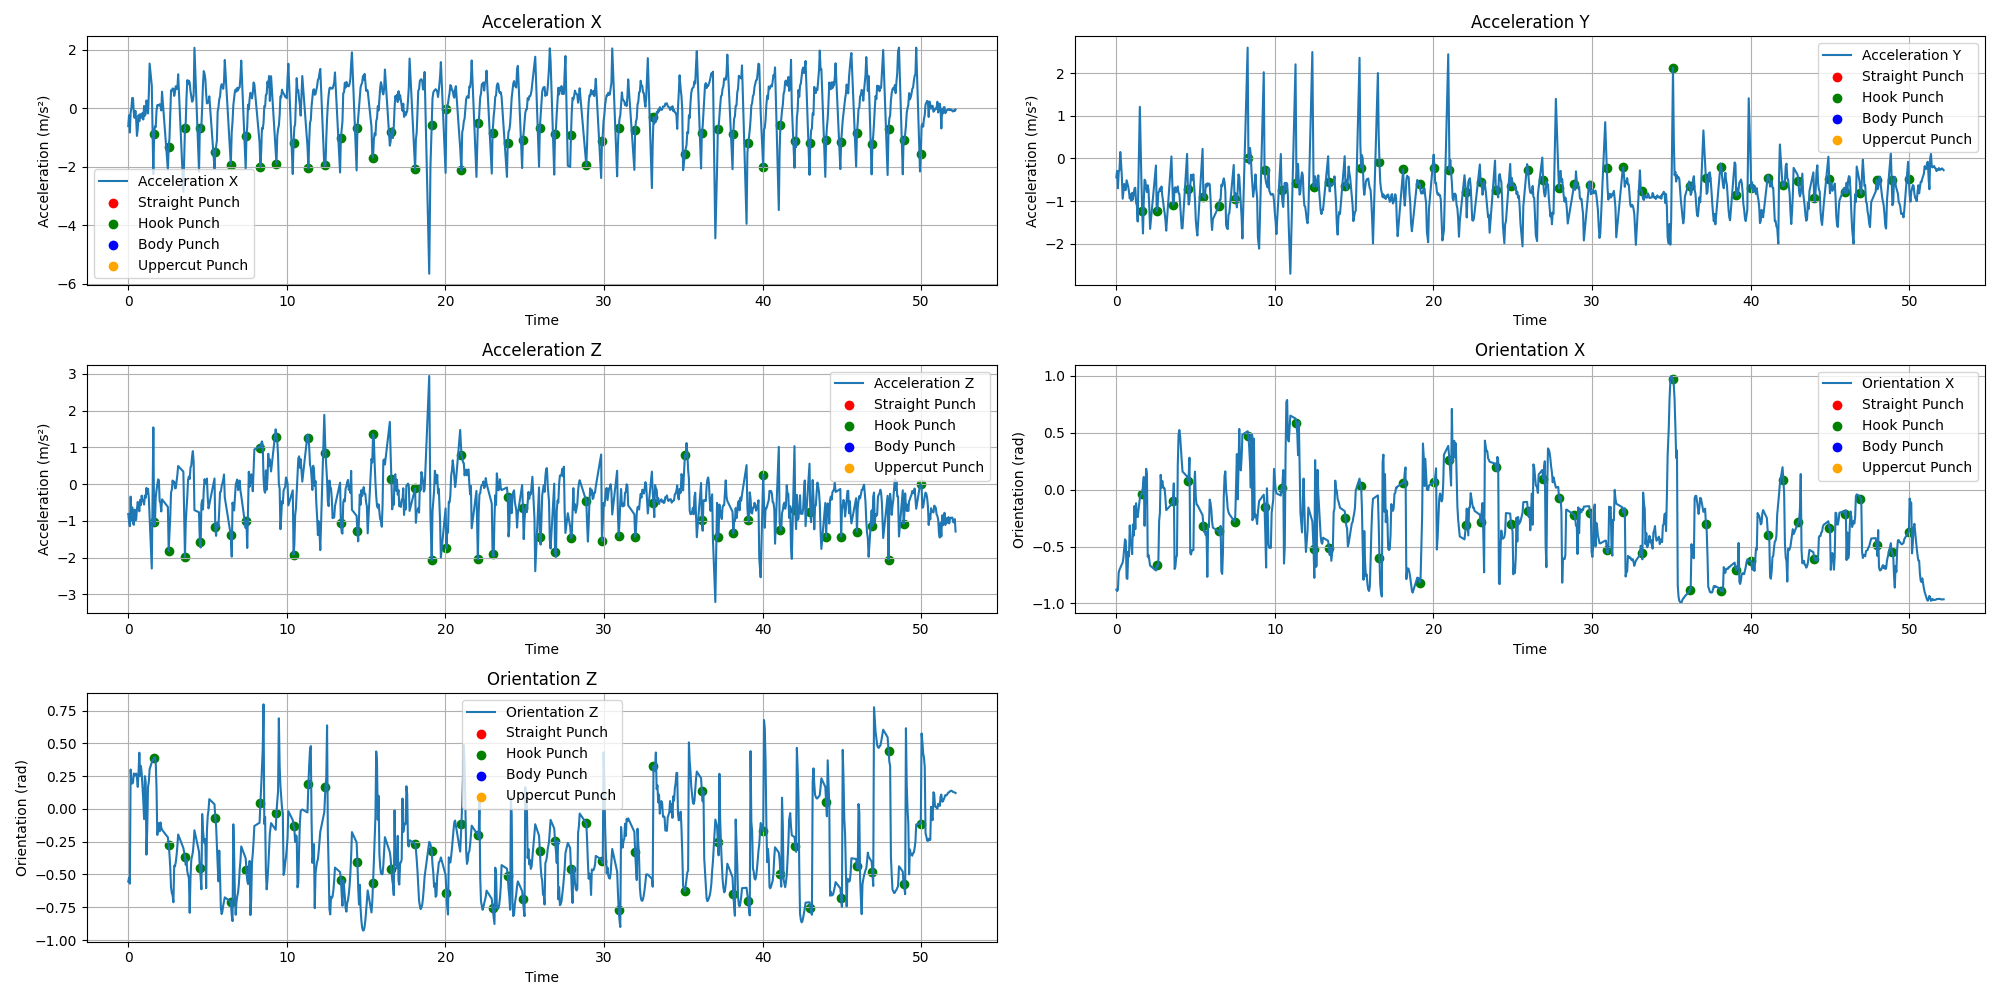 Acceleration X
Acceleration (m/s²)
2
0
−2
−4
−6
Acceleration X
Straight Punch
Hook Punch
Body Punch
Uppercut Punch
0 10 20 30 40 50
Time
Acceleration Y
Acceleration (m/s²)
2
1
0
−1
−2
Acceleration Y
Straight Punch
Hook Punch
Body Punch
Uppercut Punch
0 10 20 30 40 50
Time
Acceleration Z
Acceleration (m/s²)
3
2
1
0
−1
−2
−3
Acceleration Z
Straight Punch
Hook Punch
Body Punch
Uppercut Punch
0 10 20 30 40 50
Time
Orientation X
Orientation (rad)
1.0
0.5
0.0
−0.5
−1.0
Orientation X
Straight Punch
Hook Punch
Body Punch
Uppercut Punch
0 10 20 30 40 50
Time
Orientation Z
Orientation (rad)
0.75
0.50
0.25
0.00
−0.25
−0.50
−0.75
−1.00
Orientation Z
Straight Punch
Hook Punch
Body Punch
Uppercut Punch
0 10 20 30 40 50
Time